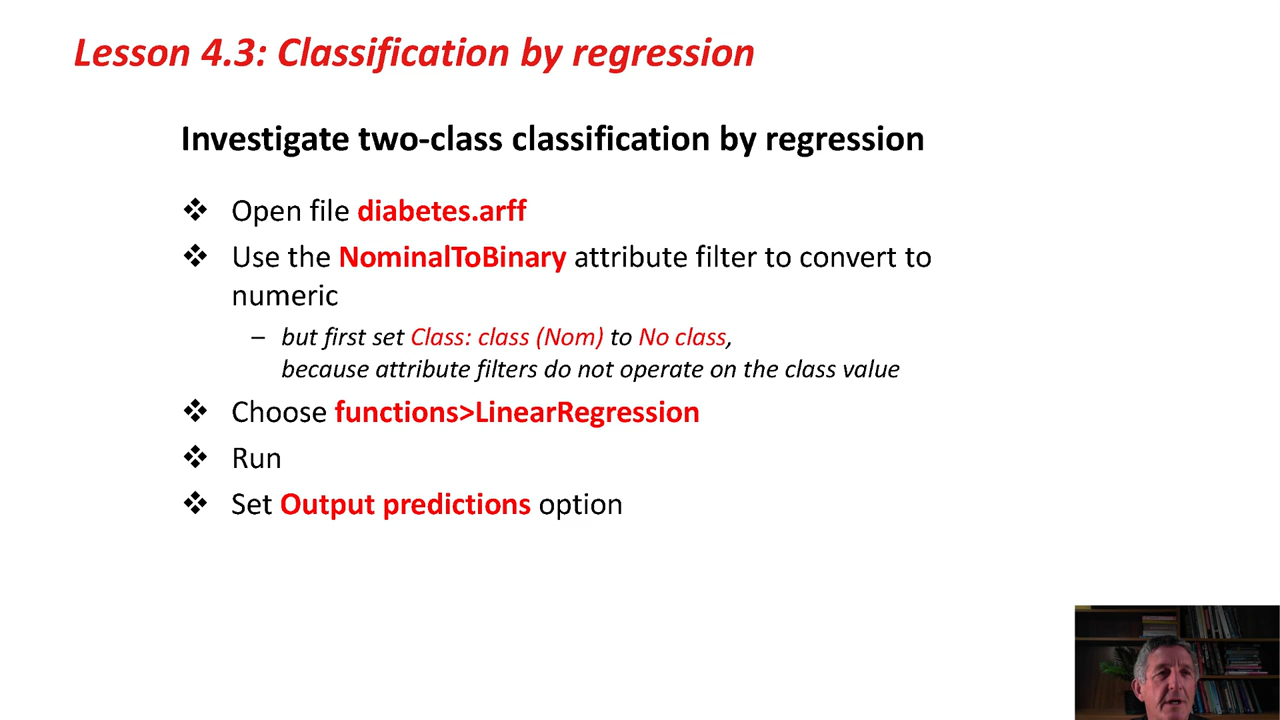 Lesson 4.3: Classification by regression
Investigate two-class classification by regression
❖ Open file diabetes.arff
❖ Use the NominalToBinary attribute filter to convert to
numeric
– but first set Class: class (Nom) to No class,
because attribute filters do not operate on the class value
❖ Choose functions>LinearRegression
❖ Run
❖ Set Output predictions option